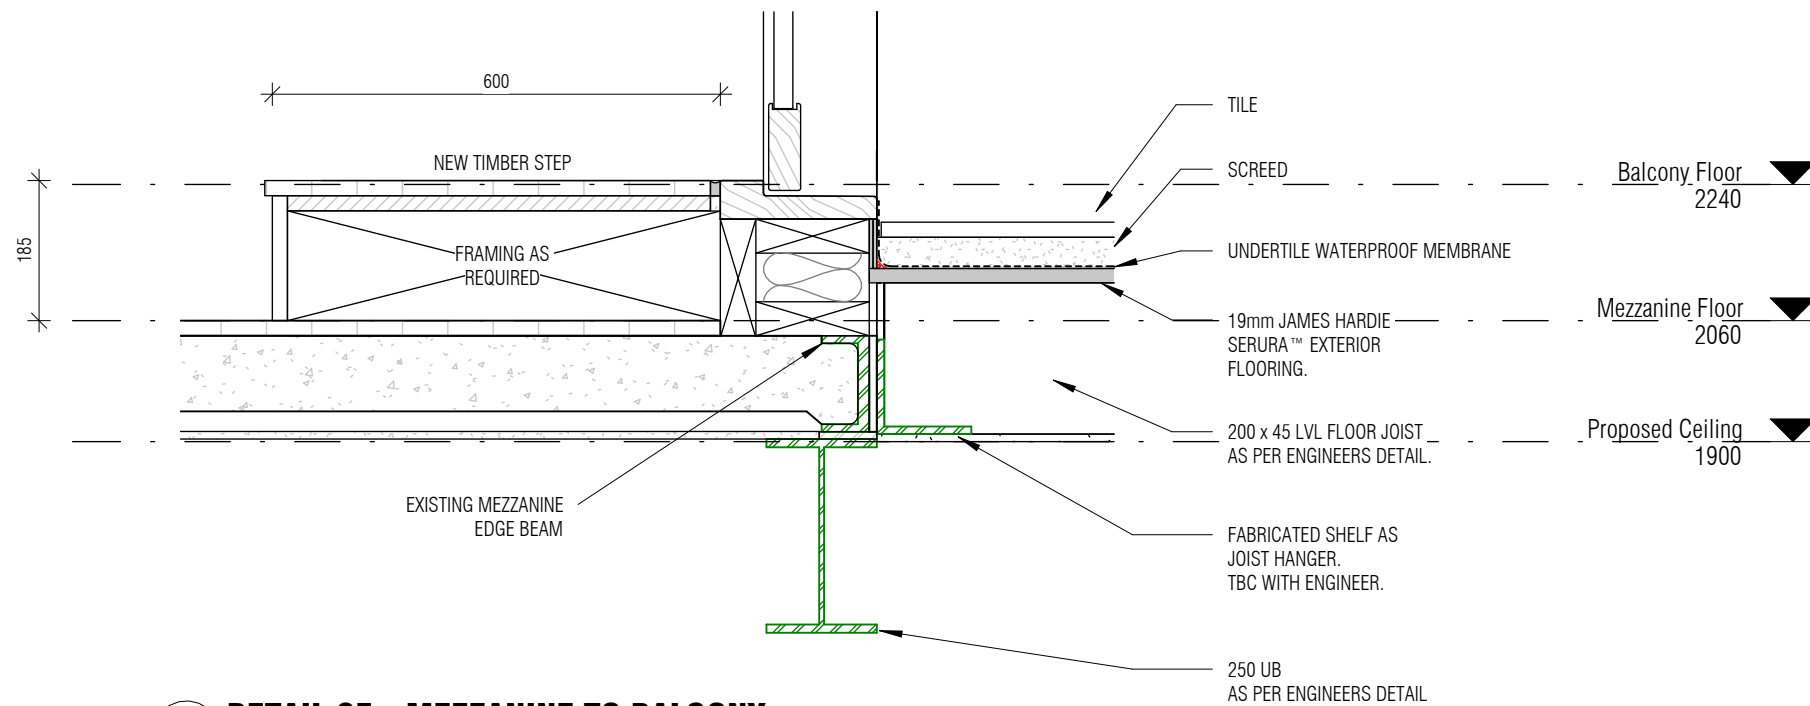 600
NEW TIMBER STEP
185
FRAMING AS
REQUIRED
TILE
SCREED
UNDERTILE WATERPROOF MEMBRANE
19mm JAMES HARDIE
SERURA™ EXTERIOR
FLOORING.
200 x 45 LVL FLOOR JOIST
AS PER ENGINEERS DETAIL.
FABRICATED SHELF AS
JOIST HANGER.
TBC WITH ENGINEER.
250 UB
AS PER ENGINEERS DETAIL
EXISTING MEZZANINE
EDGE BEAM
Balcony Floor
2240
Mezzanine Floor
2060
Proposed Ceiling
1900